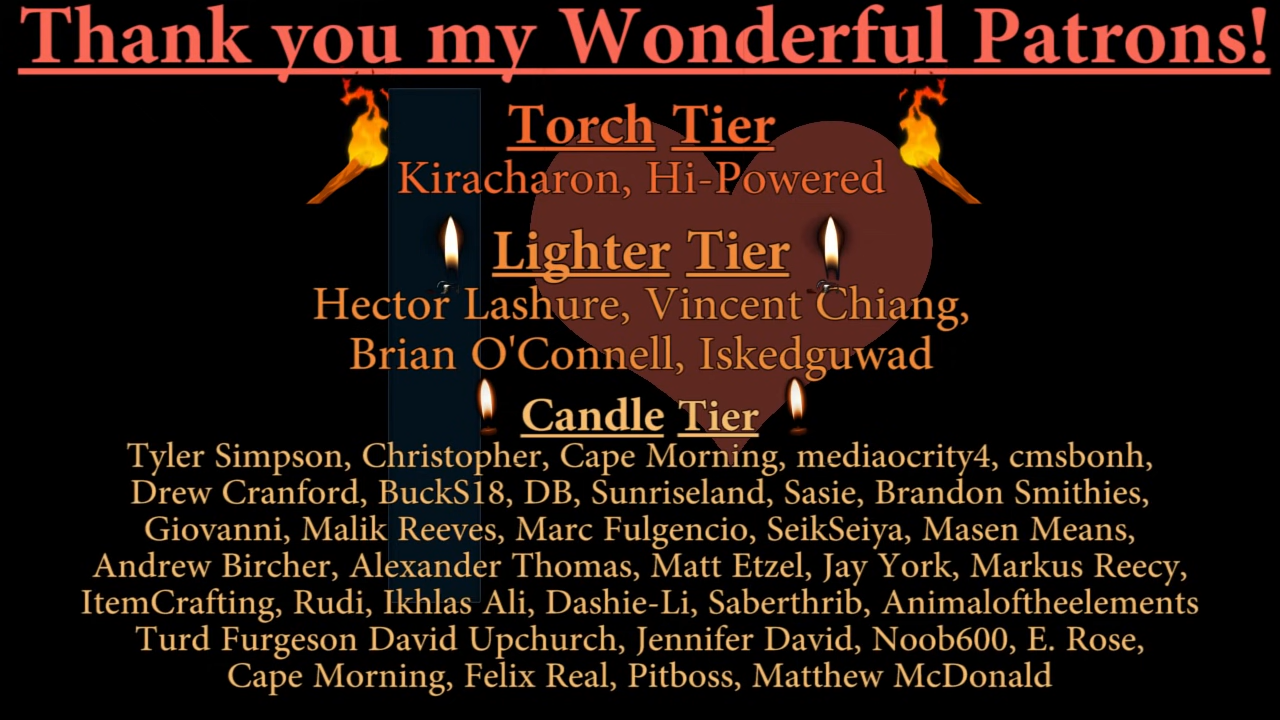 Thank you my Wonderful Patrons!
Torch Tier
Kiracharon, Hi-Powered
Lighter Tier
Hector Lashure, Vincent Chiang,
Brian O'Connell, Iskedguwad
Candle Tier
Tyler Simpson, Christopher, Cape Morning, mediaocrity4, cmsbonh,
Drew Cranford, BuckS18, DB, Sunriseland, Sasie, Brandon Smithies,
Giovanni, Malik Reeves, Marc Fulgencio, SeikSeiya, Masen Means,
Andrew Bircher, Alexander Thomas, Matt Etzel, Jay York, Markus Reecy,
ItemCrafting, Rudi, Ikhlas Ali, Dashie-Li, Saberthrib, Animaloftheelements
Turd Furgeson David Upchurch, Jennifer David, Noob600, E. Rose,
Cape Morning, Felix Real, Pitboss, Matthew McDonald